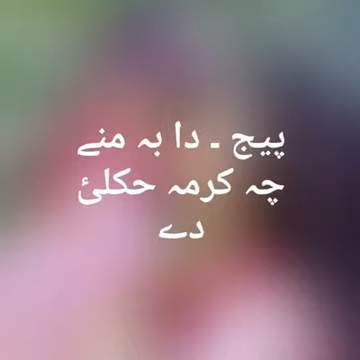 پیج ۔ دا بہ منے
چہ کرمہ حکلئ
دے